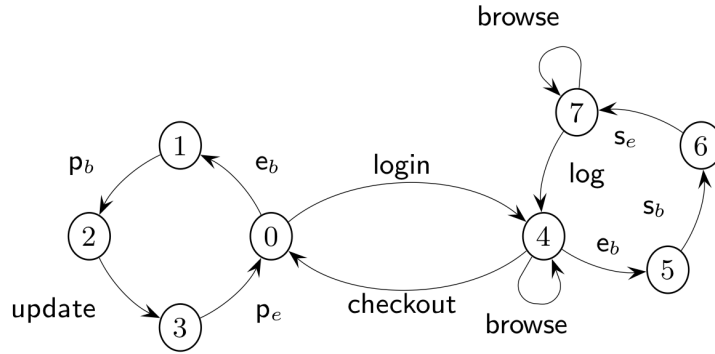 browse
7
6
s_e
1
p_b
e_b
login
log
s_b
2
0
4
e_b
5
update
3
p_e
checkout
browse